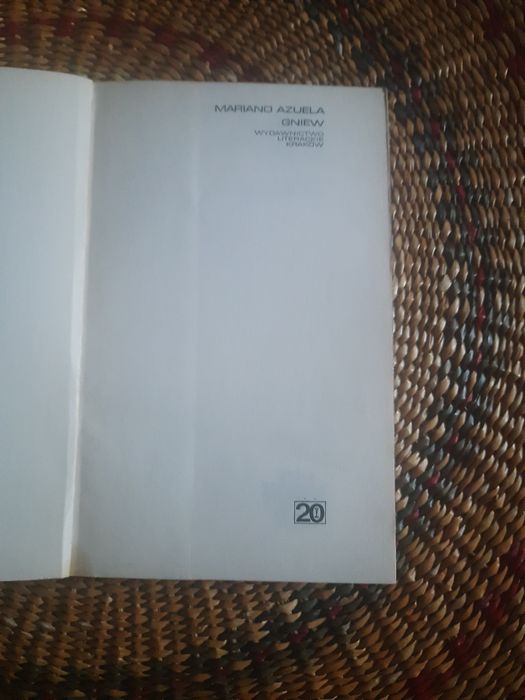 MARIANO AZUELA
GNIEW
WYDAWNICTWO
LITERACKIE
KRAKÓW
20